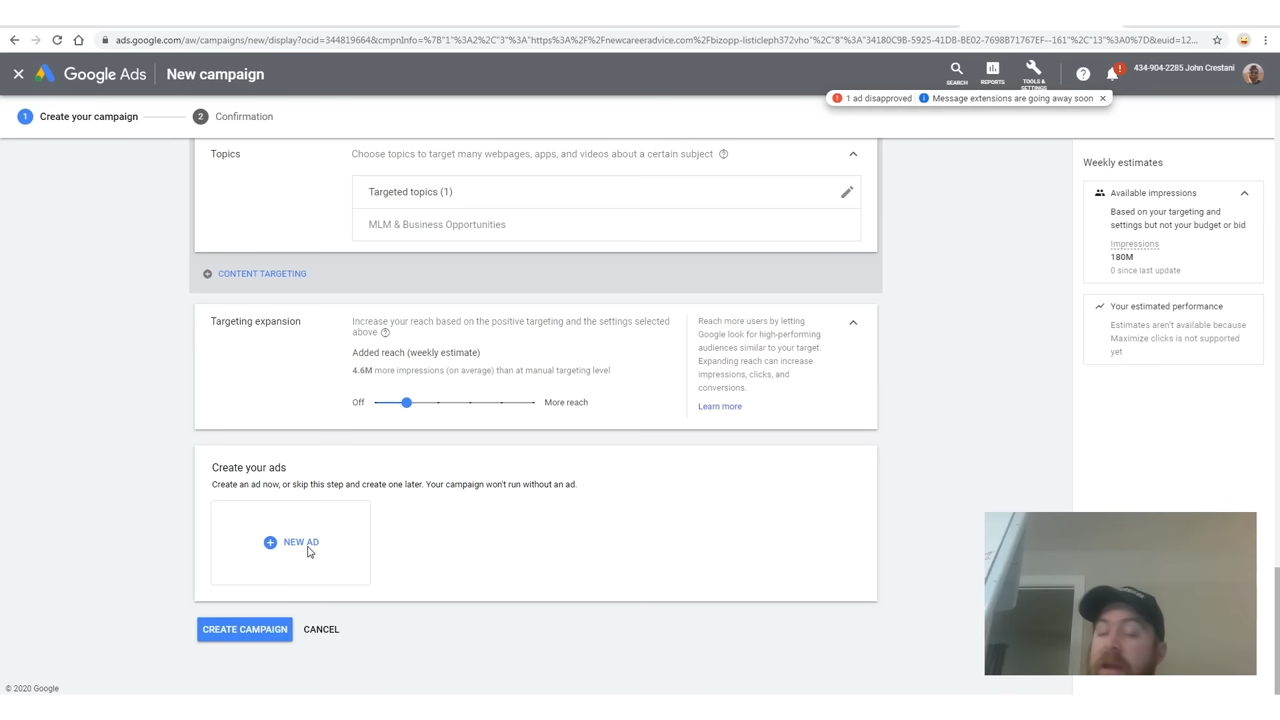 ads.google.com/aw/campaigns/new/display?ocid=344819664&cmpnInfo=%7B"1"%3A2%2C"3"%3A"https%3A%2F%2Fnewcareeradvice.com%2Fbizopp-listicleph372vho"%2C"8"%3A"34180C9B-5925-41DB-BE02-7698B71767EF--161"%2C"13"%3A0%7D&euid=12...
Google Ads
New campaign
SEARCH
REPORTS
TOOLS &
SETTINGS
434-904-2285 John Crestani
1 ad disapproved
Message extensions are going away soon
1
Create your campaign
2
Confirmation
Topics
Choose topics to target many webpages, apps, and videos about a certain subject
Targeted topics (1)
MLM & Business Opportunities
CONTENT TARGETING
Targeting expansion
Increase your reach based on the positive targeting and the settings selected
above
Added reach (weekly estimate)
4.6M more impressions (on average) than at manual targeting level
Off
More reach
Reach more users by letting
Google look for high-performing
audiences similar to your target.
Expanding reach can increase
impressions, clicks, and
conversions.
Learn more
Create your ads
Create an ad now, or skip this step and create one later. Your campaign won't run without an ad.
NEW AD
CREATE CAMPAIGN
CANCEL
© 2020 Google
Weekly estimates
Available impressions
Based on your targeting and
settings but not your budget or bid
Impressions
180M
0 since last update
Your estimated performance
Estimates aren't available because
Maximize clicks is not supported
yet